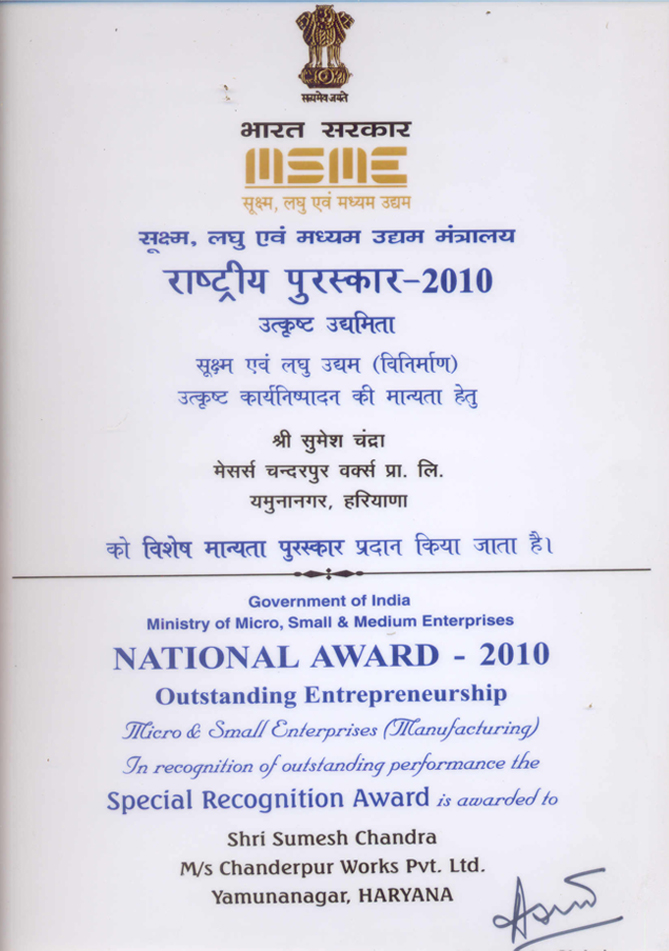 सत्यमेव जयते
भारत सरकार
MSME
सूक्ष्म, लघु एवं मध्यम उद्यम
सूक्ष्म, लघु एवं मध्यम उद्यम मंत्रालय
राष्ट्रीय पुरस्कार-2010
उत्कृष्ट उद्यमिता
सूक्ष्म एवं लघु उद्यम (विनिर्माण)
उत्कृष्ट कार्यनिष्पादन की मान्यता हेतु
श्री सुमेश चंद्रा
मेसर्स चन्दरपुर वर्क्स प्रा. लि.
यमुनानगर, हरियाणा
को विशेष मान्यता पुरस्कार प्रदान किया जाता है।
Government of India
Ministry of Micro, Small & Medium Enterprises
NATIONAL AWARD - 2010
Outstanding Entrepreneurship
Micro & Small Enterprises (Manufacturing)
In recognition of outstanding performance the
Special Recognition Award is awarded to
Shri Sumesh Chandra
M/s Chanderpur Works Pvt. Ltd.
Yamunanagar, HARYANA